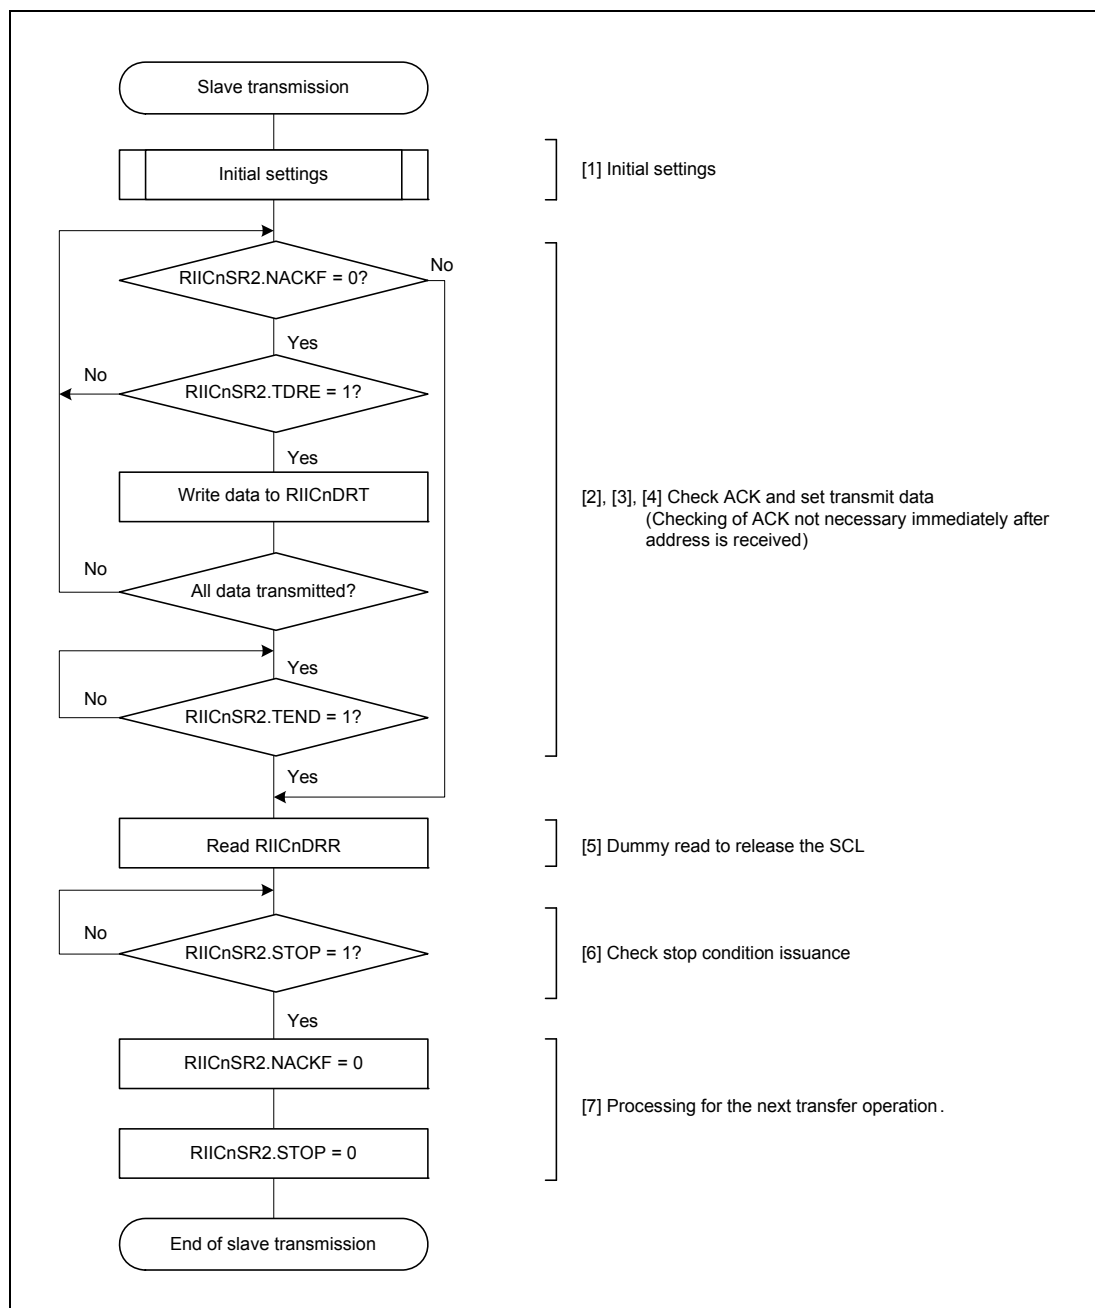 Slave transmission
Initial settings
[1] Initial settings
RIICnSR2.NACKF = 0?
No
Yes
No
RIICnSR2.TDRE = 1?
Yes
Write data to RIICnDRT
[2], [3], [4] Check ACK and set transmit data
(Checking of ACK not necessary immediately after
address is received)
No
All data transmitted?
Yes
No
RIICnSR2.TEND = 1?
Yes
Read RIICnDRR
[5] Dummy read to release the SCL
No
RIICnSR2.STOP = 1?
[6] Check stop condition issuance
Yes
RIICnSR2.NACKF = 0
[7] Processing for the next transfer operation.
RIICnSR2.STOP = 0
End of slave transmission